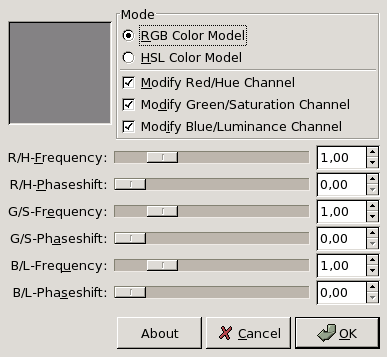 Mode
RGB Color Model
HSL Color Model
Modify Red/Hue Channel
Modify Green/Saturation Channel
Modify Blue/Luminance Channel
R/H-Frequency: 1,00
R/H-Phaseshift: 0,00
G/S-Frequency: 1,00
G/S-Phaseshift: 0,00
B/L-Frequency: 1,00
B/L-Phaseshift: 0,00
About Cancel OK